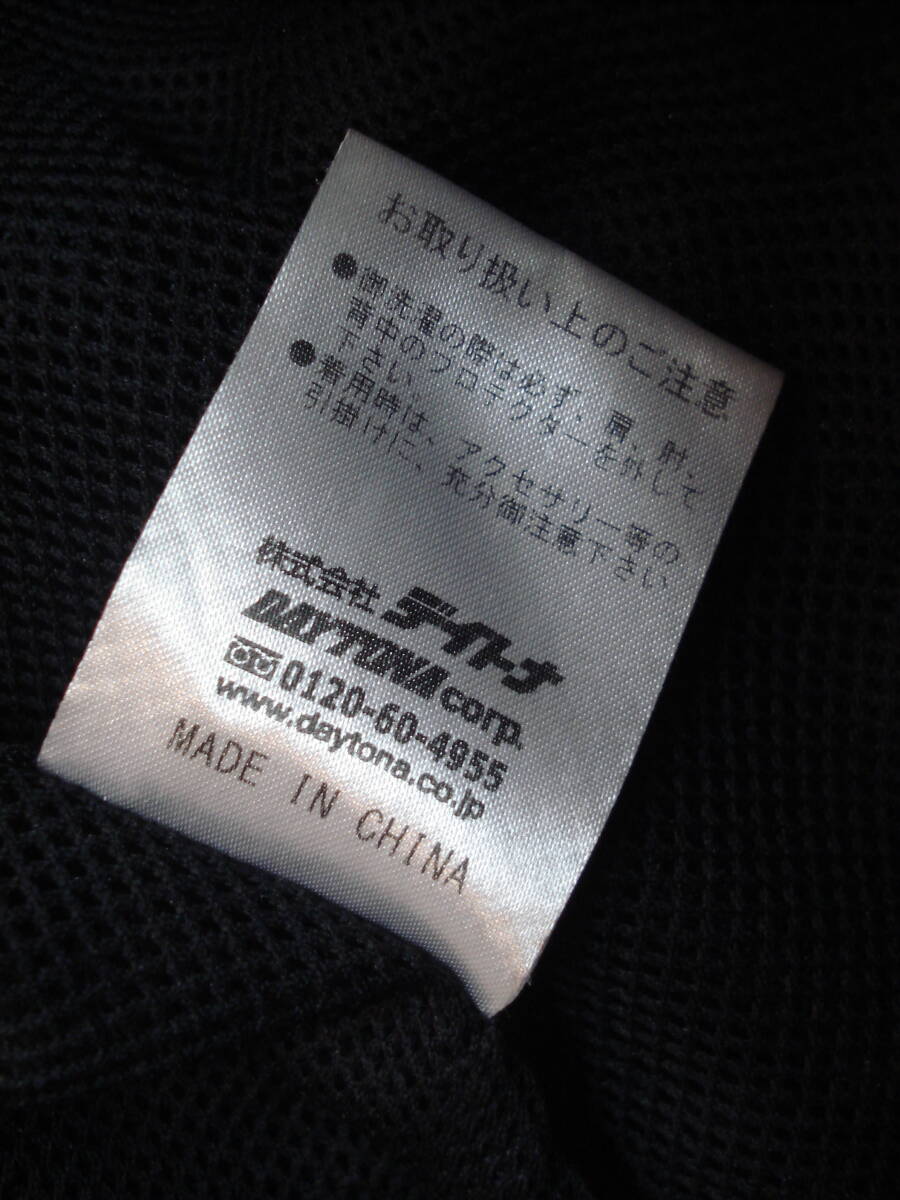 お取り扱い上のご注意
●御洗濯の際は必ず、肩、肘、
背中のプロテクターを外して
下さい
●着用時は、アクセサリー等の
引掛けに、充分御注意下さい
株式会社 デイトナ
DAYTONA corp.
0120-60-4955
www.daytona.co.jp
MADE IN CHINA